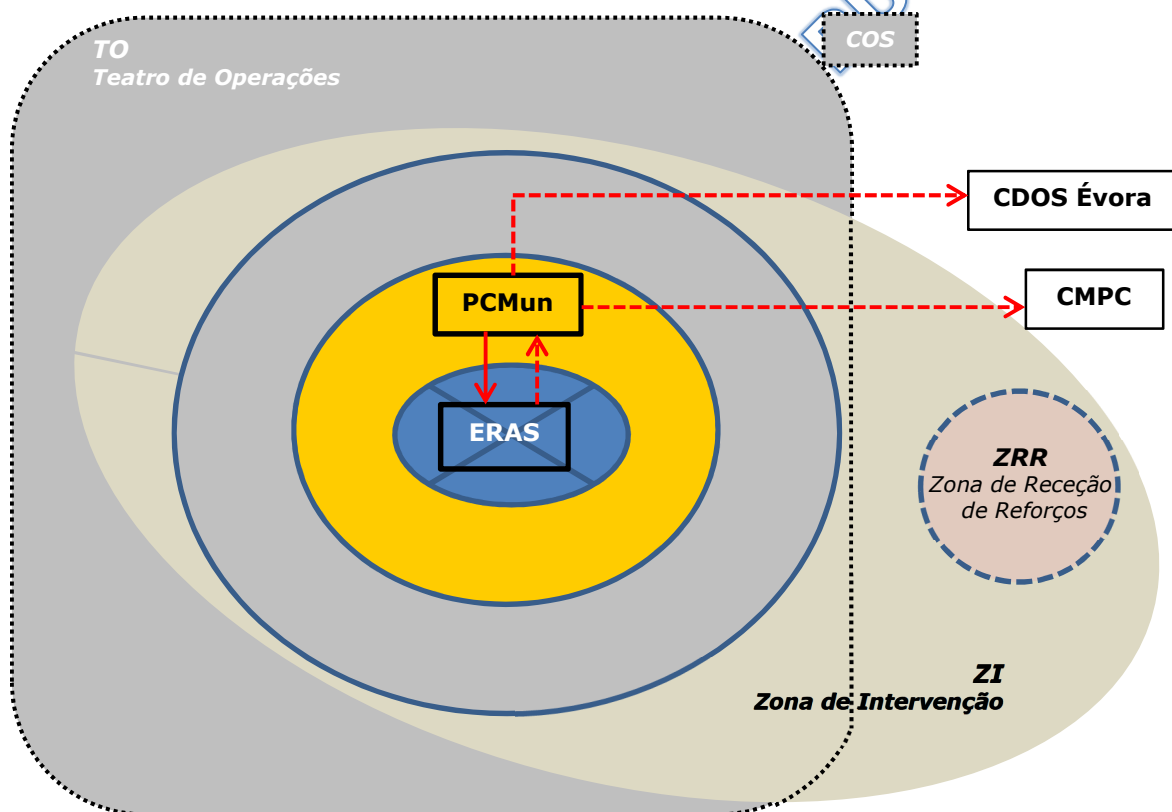 TO
Teatro de Operações
COS
CDOS Évora
PCMun
CMPC
ERAS
ZRR
Zona de Receção
de Reforços
ZI
Zona de Intervenção